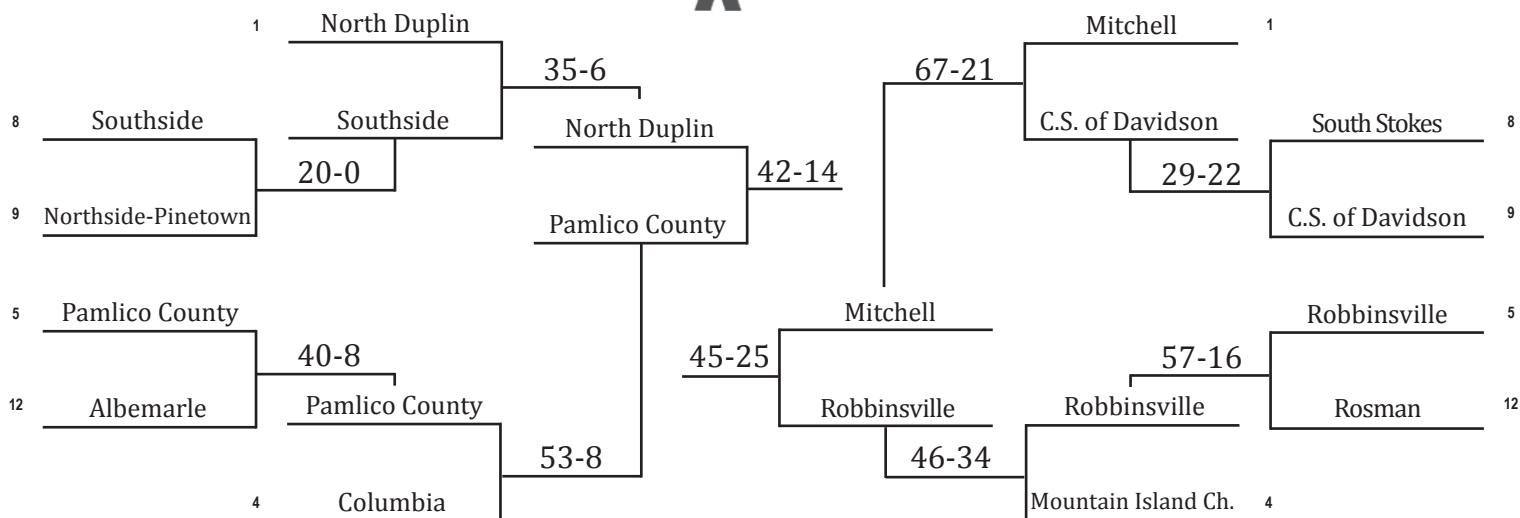 1 North Duplin
Mitchell 1
35-6
67-21
8 Southside
Southside
North Duplin
C.S. of Davidson
South Stokes 8
20-0
42-14
29-22
9 Northside-Pinetown
Pamlico County
C.S. of Davidson 9
5 Pamlico County
Mitchell
Robbinsville 5
40-8
45-25
57-16
12 Albemarle
Pamlico County
Robbinsville
Robbinsville
Rosman 12
53-8
46-34
4 Columbia
Mountain Island Ch. 4